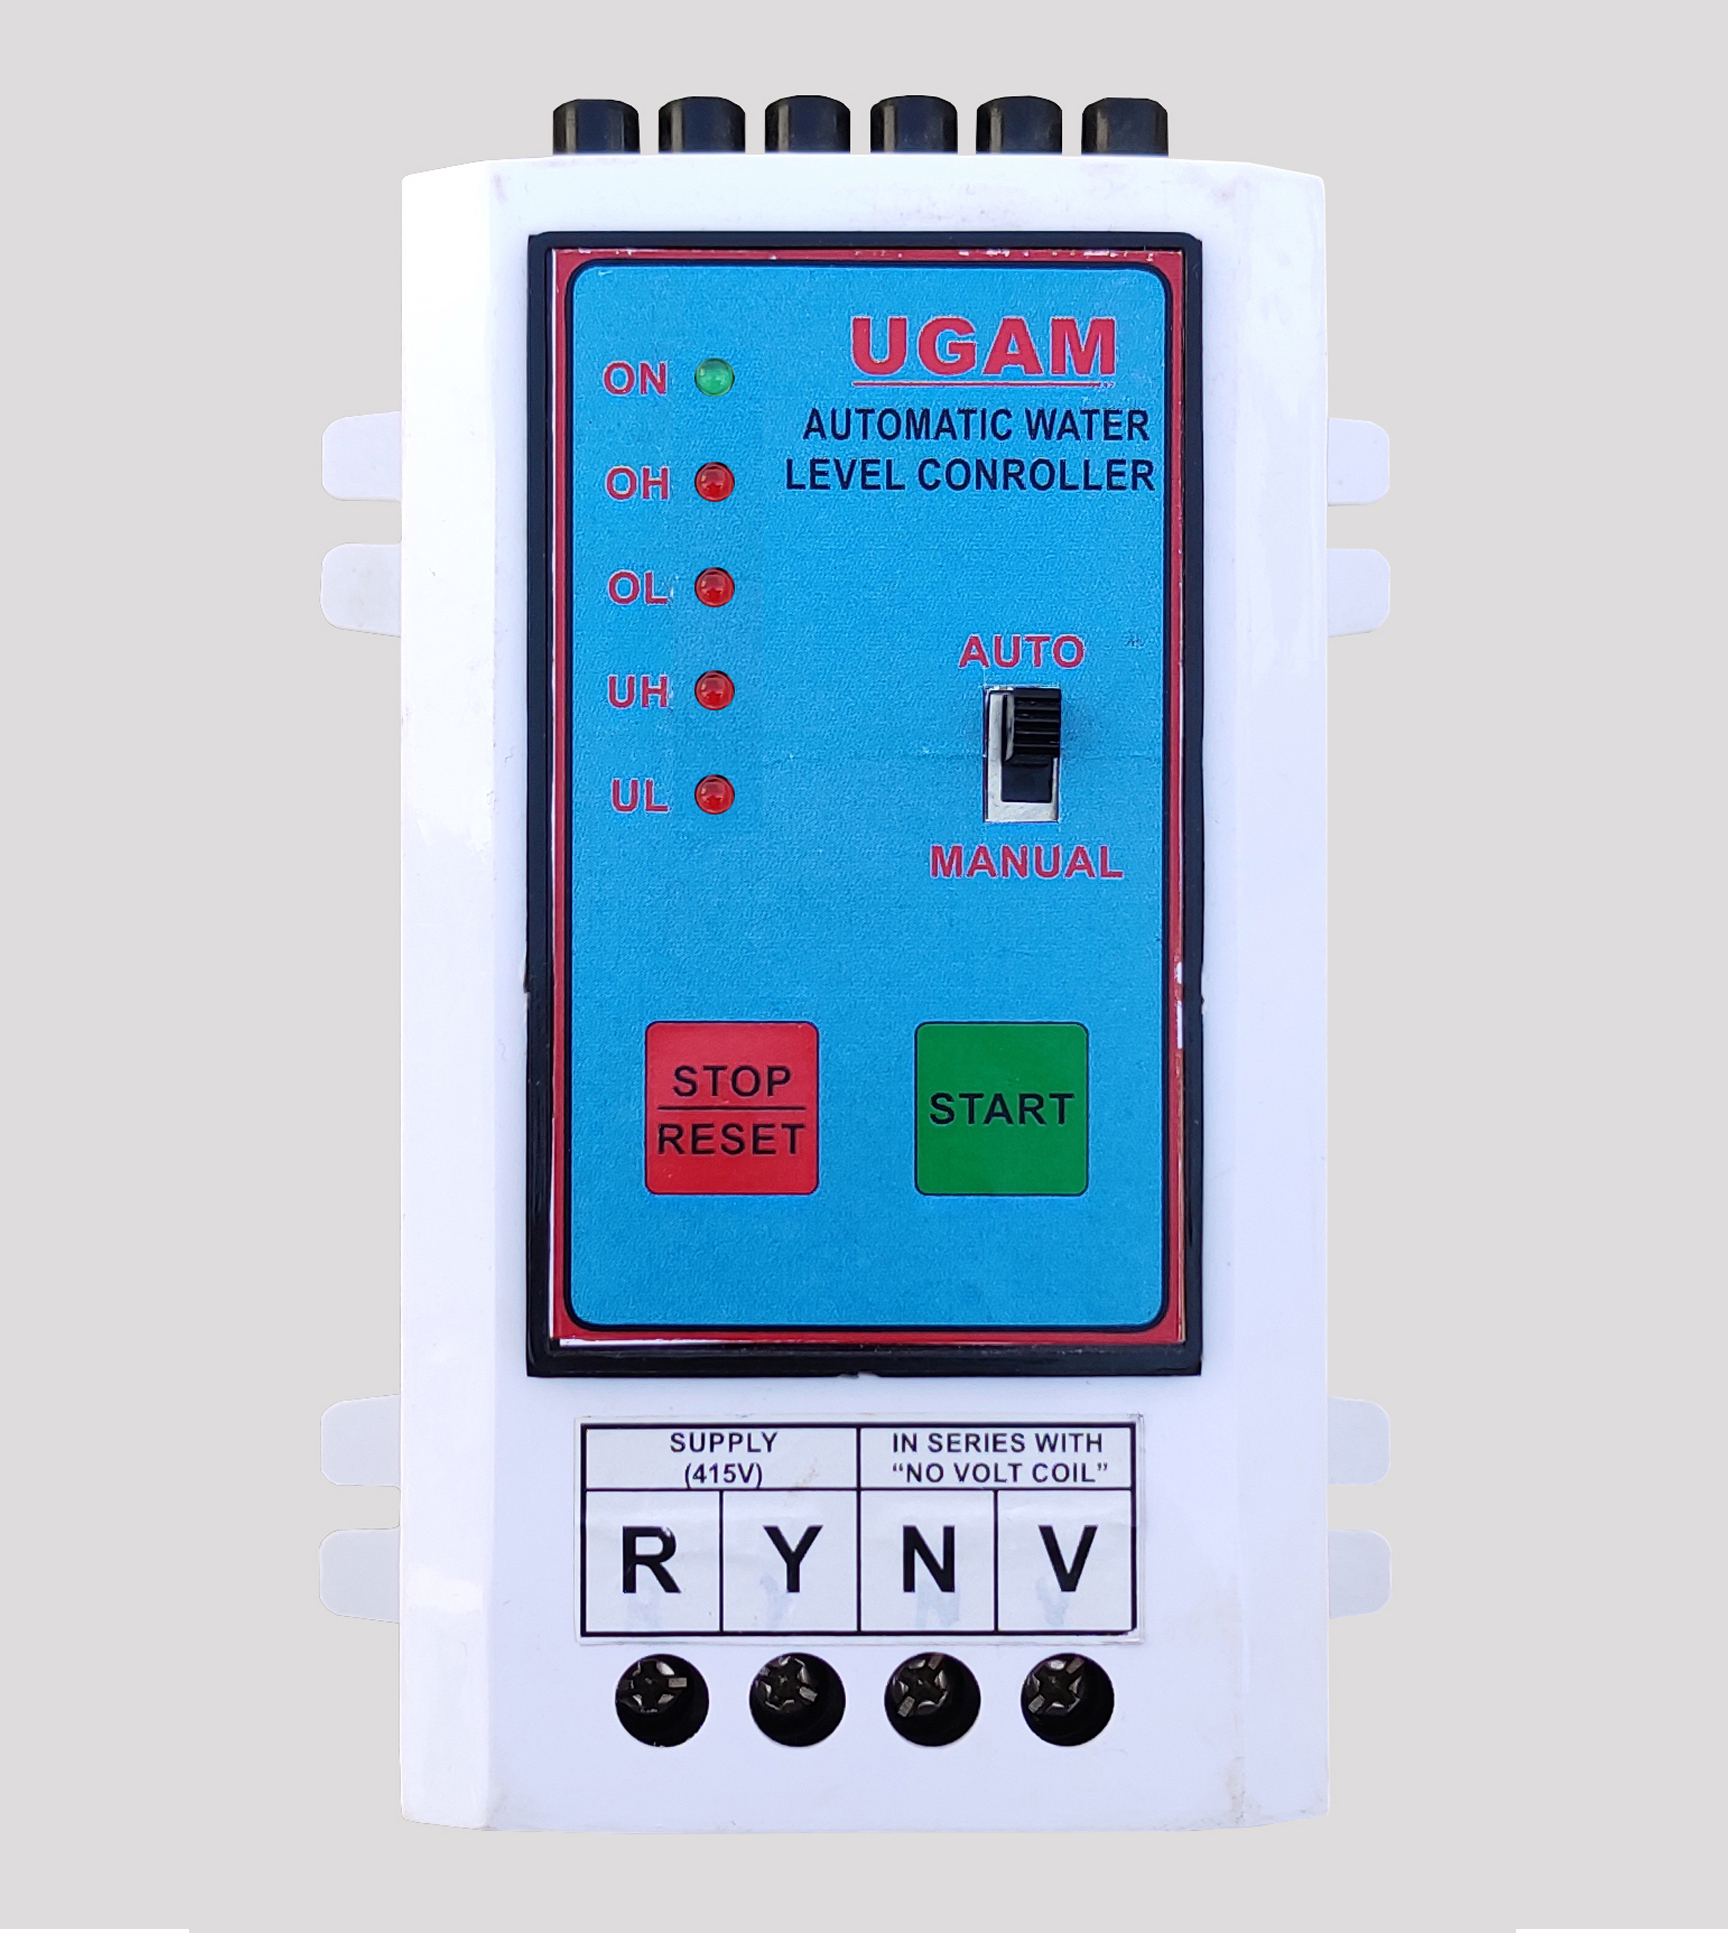 UGAM
AUTOMATIC WATER
LEVEL CONROLLER
ON
OH
OL
UH
UL
AUTO
MANUAL
STOP
RESET
START
SUPPLY
(415V)
IN SERIES WITH
“NO VOLT COIL”
R Y N V